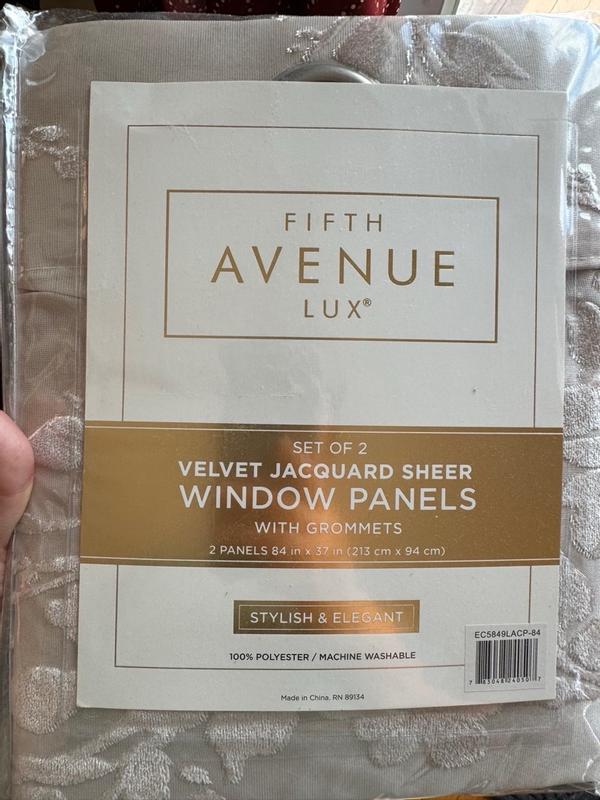 FIFTH
AVENUE
LUX®
SET OF 2
VELVET JACQUARD SHEER
WINDOW PANELS
WITH GROMMETS
2 PANELS 84 in x 37 in (213 cm x 94 cm)
STYLISH & ELEGANT
100% POLYESTER / MACHINE WASHABLE
EC5849LACP-84
Made in China. RN 89134